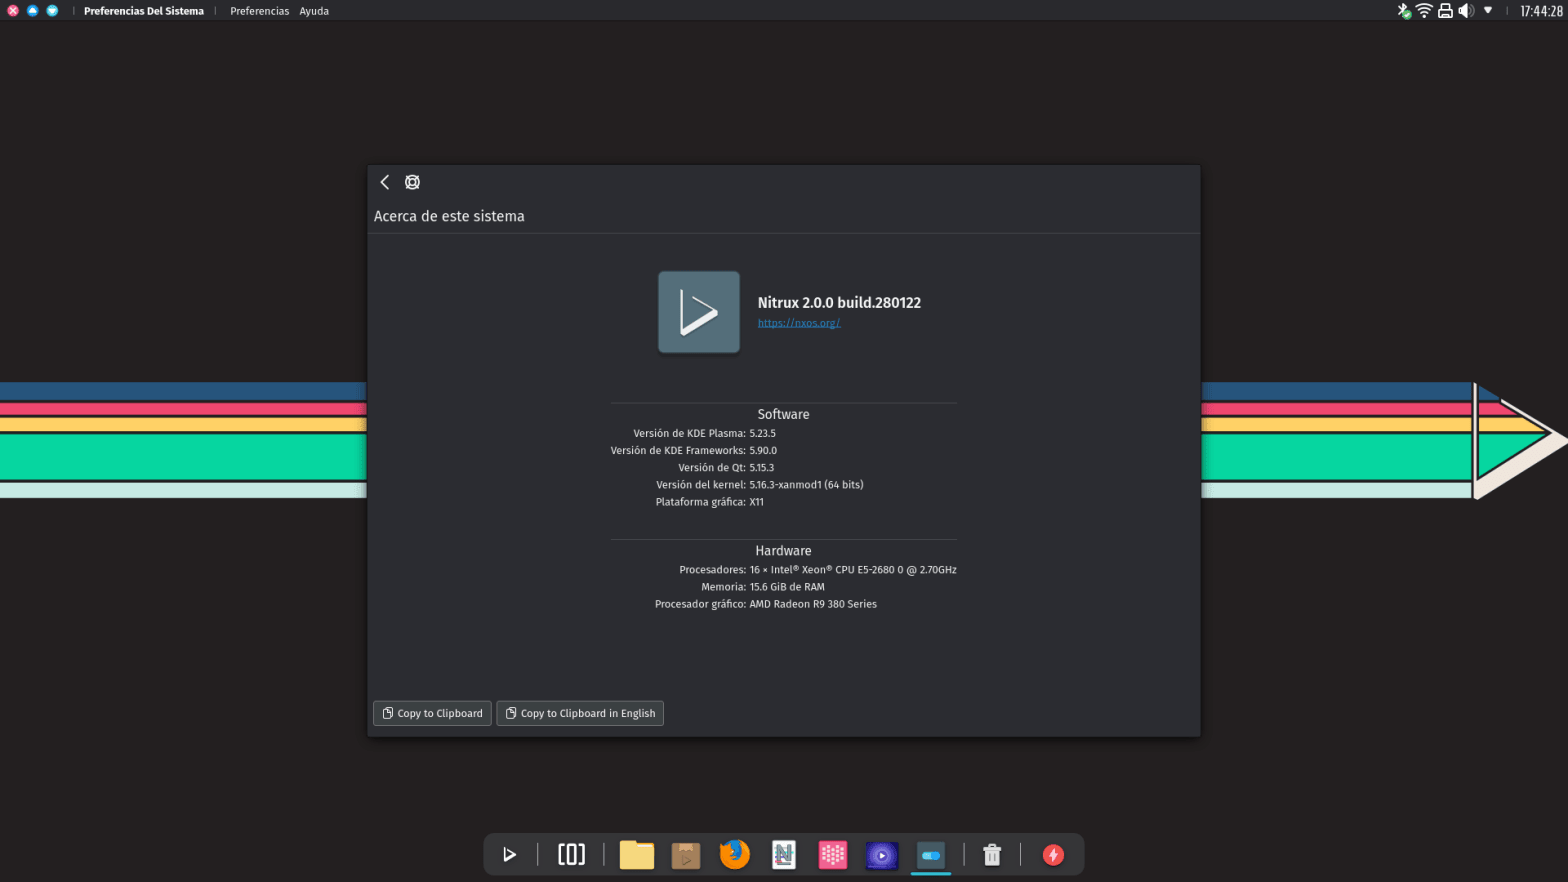 Preferencias Del Sistema Preferencias Ayuda 17:44:28
Acerca de este sistema
Nitrux 2.0.0 build.280122
https://nxos.org/
Software
Versión de KDE Plasma: 5.23.5
Versión de KDE Frameworks: 5.90.0
Versión de Qt: 5.15.3
Versión del kernel: 5.16.3-xanmod1 (64 bits)
Plataforma gráfica: X11
Hardware
Procesadores: 16 × Intel® Xeon® CPU E5-2680 0 @ 2.70GHz
Memoria: 15.6 GiB de RAM
Procesador gráfico: AMD Radeon R9 380 Series
Copy to Clipboard Copy to Clipboard in English